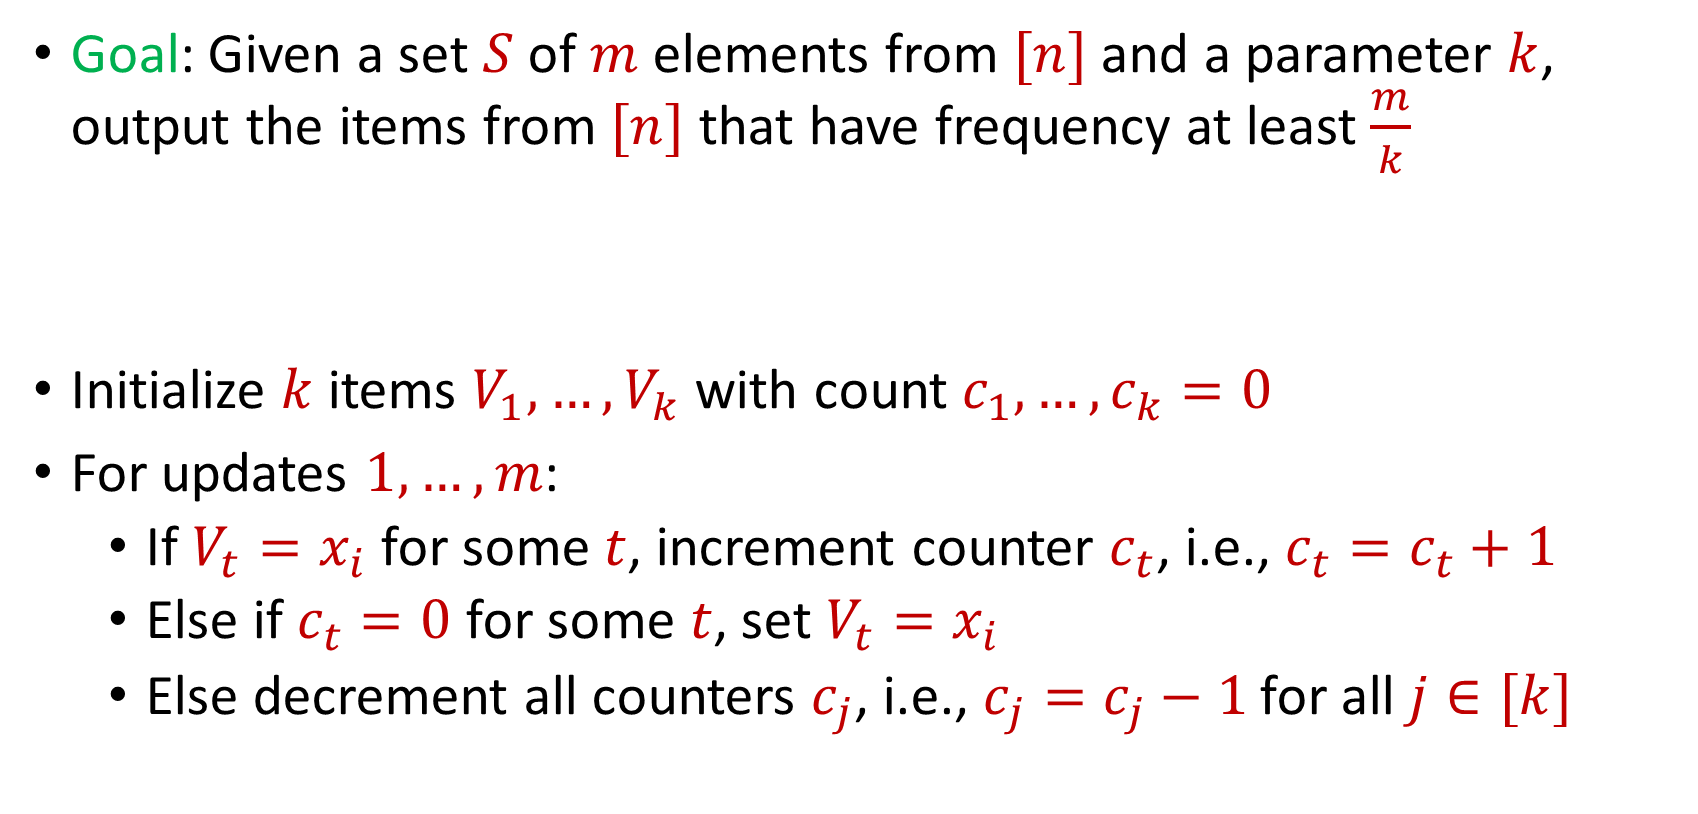 • Goal: Given a set S of m elements from [n] and a parameter k,
output the items from [n] that have frequency at least m/k
• Initialize k items V₁, …, Vₖ with count c₁, …, cₖ = 0
• For updates 1, …, m:
• If Vₜ = xᵢ for some t, increment counter cₜ, i.e., cₜ = cₜ + 1
• Else if cₜ = 0 for some t, set Vₜ = xᵢ
• Else decrement all counters cⱼ, i.e., cⱼ = cⱼ − 1 for all j ∈ [k]